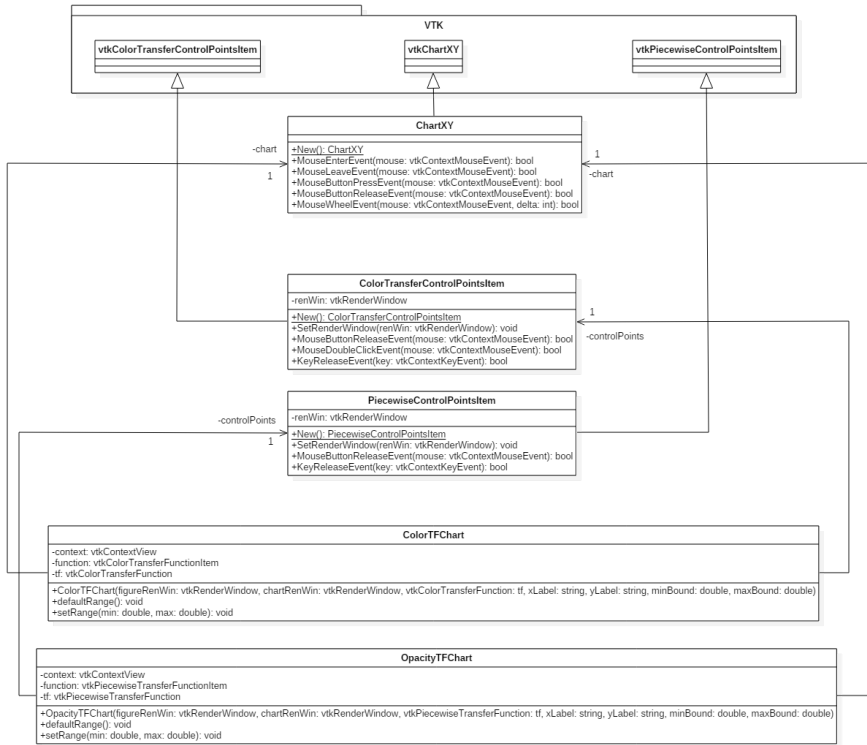 VTK
vtkColorTransferControlPointsItem
vtkChartXY
vtkPiecewiseControlPointsItem
ChartXY
+New(): ChartXY
+MouseEnterEvent(mouse: vtkContextMouseEvent): bool
+MouseLeaveEvent(mouse: vtkContextMouseEvent): bool
+MouseButtonPressEvent(mouse: vtkContextMouseEvent): bool
+MouseButtonReleaseEvent(mouse: vtkContextMouseEvent): bool
+MouseWheelEvent(mouse: vtkContextMouseEvent, delta: int): bool
-chart
1
1
-chart
ColorTransferControlPointsItem
-renWin: vtkRenderWindow
+New(): ColorTransferControlPointsItem
+SetRenderWindow(renWin: vtkRenderWindow): void
+MouseButtonReleaseEvent(mouse: vtkContextMouseEvent): bool
+MouseDoubleClickEvent(mouse: vtkContextMouseEvent): bool
+KeyReleaseEvent(key: vtkContextKeyEvent): bool
1
-controlPoints
PiecewiseControlPointsItem
-renWin: vtkRenderWindow
+New(): PiecewiseControlPointsItem
+SetRenderWindow(renWin: vtkRenderWindow): void
+MouseButtonReleaseEvent(mouse: vtkContextMouseEvent): bool
+KeyReleaseEvent(key: vtkContextKeyEvent): bool
-controlPoints
1
ColorTFChart
-context: vtkContextView
-function: vtkColorTransferFunctionItem
-tf: vtkColorTransferFunction
+ColorTFChart(figureRenWin: vtkRenderWindow, chartRenWin: vtkRenderWindow, vtkColorTransferFunction: tf, xLabel: string, yLabel: string, minBound: double, maxBound: double)
+defaultRange(): void
+setRange(min: double, max: double): void
OpacityTFChart
-context: vtkContextView
-function: vtkPiecewiseTransferFunctionItem
-tf: vtkPiecewiseTransferFunction
+OpacityTFChart(figureRenWin: vtkRenderWindow, chartRenWin: vtkRenderWindow, vtkPiecewiseTransferFunction: tf, xLabel: string, yLabel: string, minBound: double, maxBound: double)
+defaultRange(): void
+setRange(min: double, max: double): void